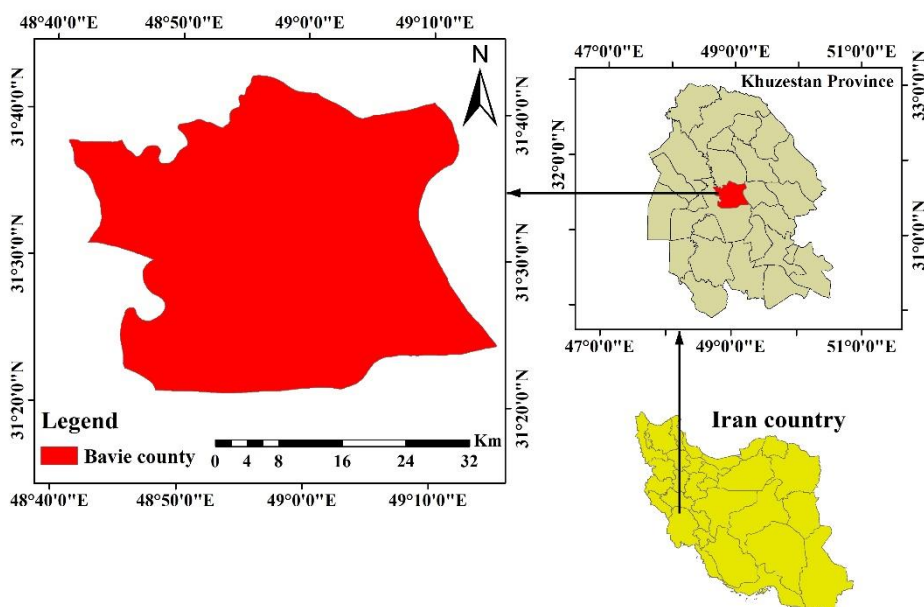 48°40'0"E 48°50'0"E 49°0'0"E 49°10'0"E
31°40'0"N
31°30'0"N
31°20'0"N
N
31°40'0"N
31°30'0"N
31°20'0"N
Legend
Bavie county
Km
0 4 8 16 24 32
48°40'0"E 48°50'0"E 49°0'0"E 49°10'0"E
47°0'0"E 49°0'0"E 51°0'0"E
Khuzestan Province
32°0'0"N
33°0'0"N
31°0'0"N
47°0'0"E 49°0'0"E 51°0'0"E
Iran country